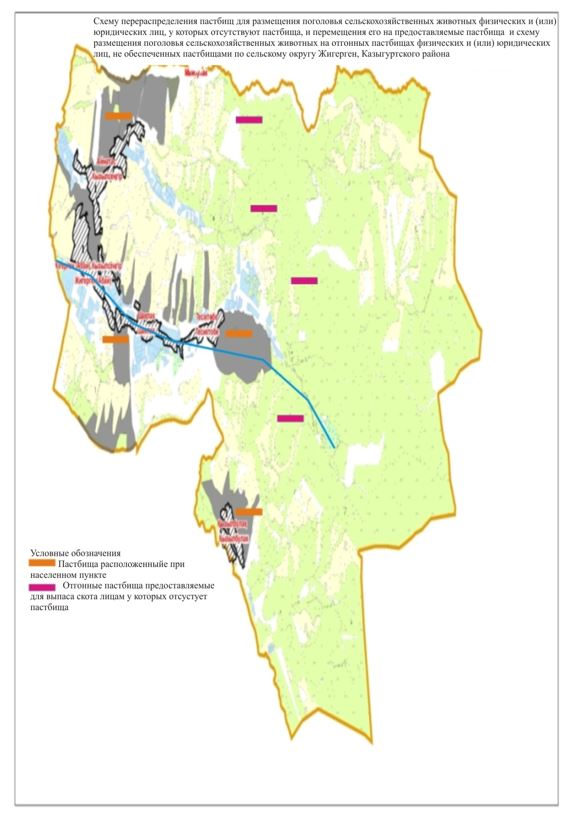 Схему перераспределения пастбищ для размещения поголовья сельскохозяйственных животных физических и (или)
юридических лиц, у которых отсутствуют пастбища, и перемещения его на предоставляемые пастбища  и схему
размещения поголовья сельскохозяйственных животных на отгонных пастбищах физических и (или) юридических
лиц, не обеспеченных пастбищами по сельскому округу Жигерген, Казыгуртского района
Условные обозначения
Пастбища расположенныйе при
населенном пункте
Отгонные пастбища предоставляемые
для выпаса скота лицам у которых отсустует
пастбища